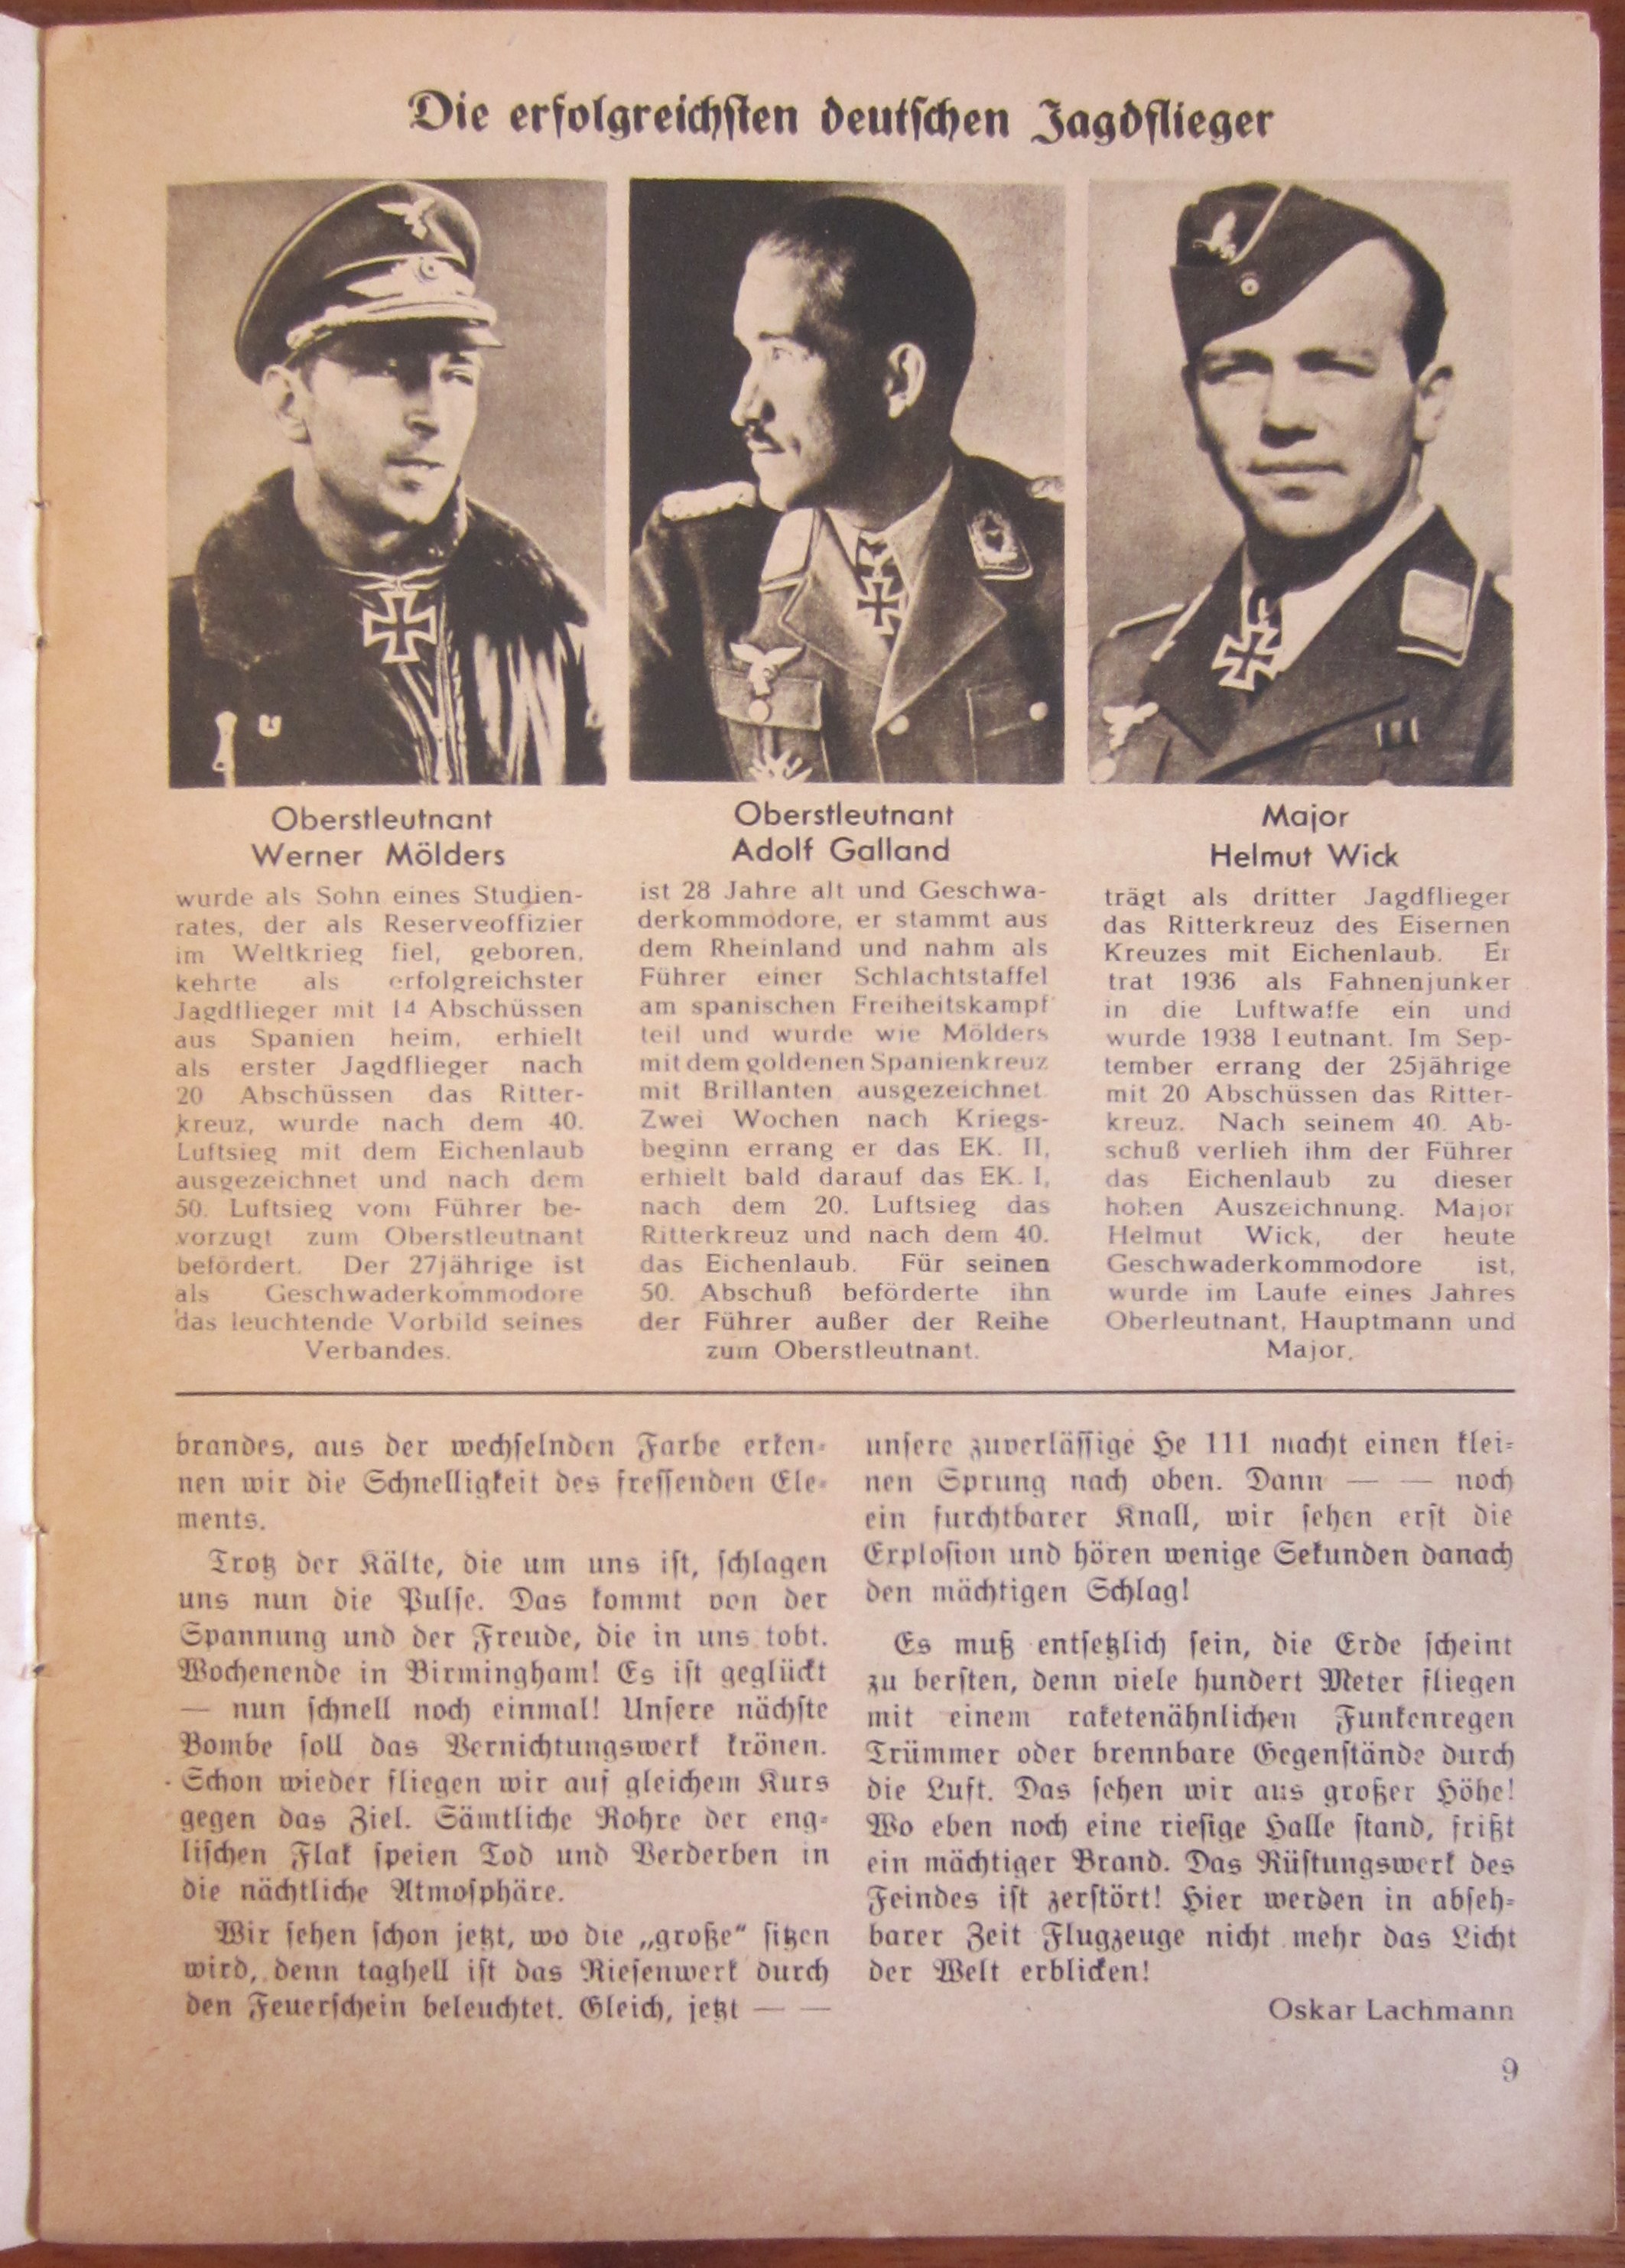 Die erfolgreichsten deutschen Jagdflieger
Oberstleutnant
Werner Mölders
wurde als Sohn eines Studien-
rates, der als Reserveoffizier
im Weltkrieg fiel, geboren,
kehrte als erfolgreichster
Jagdflieger mit 14 Abschüssen
aus Spanien heim, erhielt
als erster Jagdflieger nach
20 Abschüssen das Ritter-
kreuz, wurde nach dem 40.
Luftsieg mit dem Eichenlaub
ausgezeichnet und nach dem
50. Luftsieg vom Führer be-
vorzugt zum Oberstleutnant
befördert. Der 27jährige ist
als Geschwaderkommodore
das leuchtende Vorbild seines
Verbandes.
Oberstleutnant
Adolf Galland
ist 28 Jahre alt und Geschwa-
derkommodore, er stammt aus
dem Rheinland und nahm als
Führer einer Schlachtstaffel
am spanischen Freiheitskampf
teil und wurde wie Mölders
mit dem goldenen Spanienkreuz
mit Brillanten ausgezeichnet.
Zwei Wochen nach Kriegs-
beginn errang er das EK. II,
erhielt bald darauf das EK. I,
nach dem 20. Luftsieg das
Ritterkreuz und nach dem 40.
das Eichenlaub. Für seinen
50. Abschuß beförderte ihn
der Führer außer der Reihe
zum Oberstleutnant.
Major
Helmut Wick
trägt als dritter Jagdflieger
das Ritterkreuz des Eisernen
Kreuzes mit Eichenlaub. Er
trat 1936 als Fahnenjunker
in die Luftwaffe ein und
wurde 1938 Leutnant. Im Sep-
tember errang der 25jährige
mit 20 Abschüssen das Ritter-
kreuz. Nach seinem 40. Ab-
schuß verlieh ihm der Führer
das Eichenlaub zu dieser
hohen Auszeichnung. Major
Helmut Wick, der heute
Geschwaderkommodore ist,
wurde im Laufe eines Jahres
Oberleutnant, Hauptmann und
Major.
brandes, aus der wechselnden Farbe erken-
nen wir die Schnelligkeit des fressenden Ele-
ments.
Trotz der Kälte, die um uns ist, schlagen
uns nun die Pulse. Das kommt von der
Spannung und der Freude, die in uns tobt.
Wochenende in Birmingham! Es ist geglückt
— nun schnell noch einmal! Unsere nächste
Bombe soll das Vernichtungswerk krönen.
Schon wieder fliegen wir auf gleichem Kurs
gegen das Ziel. Sämtliche Rohre der eng-
lischen Flak speien Tod und Verderben in
die nächtliche Atmosphäre.
Wir sehen schon jetzt, wo die „große“ sitzen
wird, denn taghell ist das Riesenwerk durch
den Feuerschein beleuchtet. Gleich, jetzt — —
unsere zuverlässige He 111 macht einen klei-
nen Sprung nach oben. Dann — — noch
ein furchtbarer Knall, wir sehen erst die
Explosion und hören wenige Sekunden danach
den mächtigen Schlag!
Es muß entsetzlich sein, die Erde scheint
zu bersten, denn viele hundert Meter fliegen
mit einem raketenähnlichen Funkenregen
Trümmer oder brennbare Gegenstände durch
die Luft. Das sehen wir aus großer Höhe!
Wo eben noch eine riesige Halle stand, frißt
ein mächtiger Brand. Das Rüstungswerk des
Feindes ist zerstört! Hier werden in abseh-
barer Zeit Flugzeuge nicht mehr das Licht
der Welt erblicken!
Oskar Lachmann
9